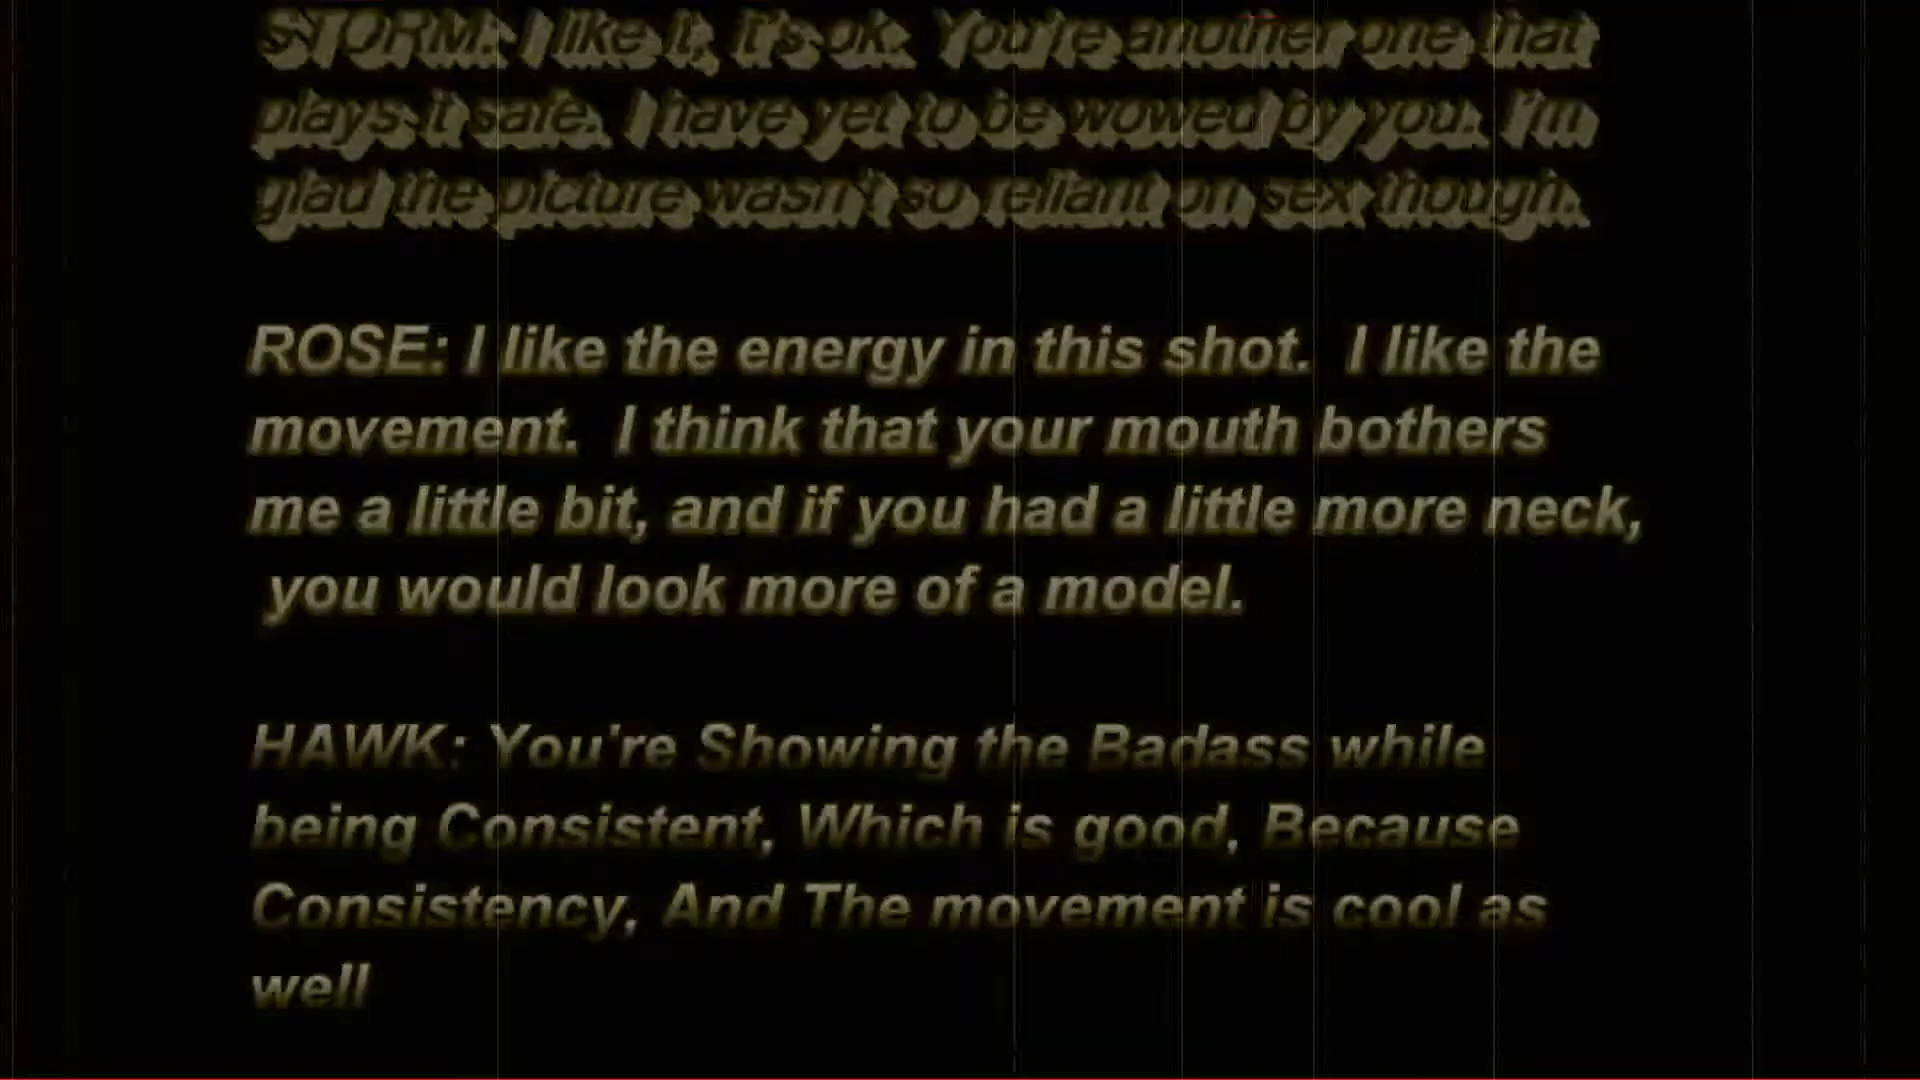 STORM: I like it, it's ok. You're another one that
plays it safe. I have yet to be wowed by you. I'm
glad the picture wasn't so reliant on sex though.
ROSE: I like the energy in this shot. I like the
movement. I think that your mouth bothers
me a little bit, and if you had a little more neck,
you would look more of a model.
HAWK: You're Showing the Badass while
being Consistent, Which is good, Because
Consistency, And The movement is cool as
well